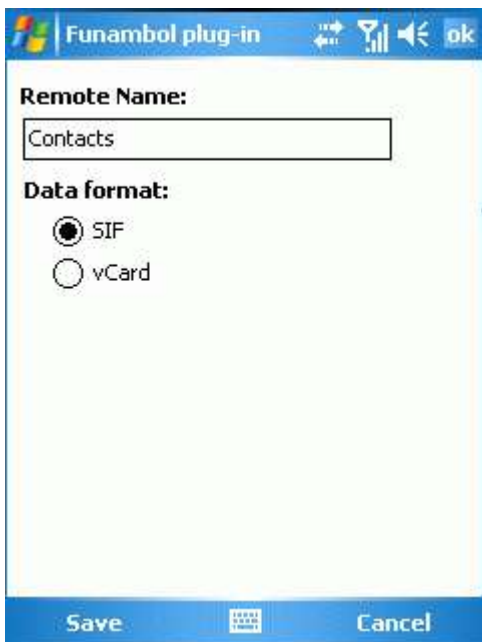 Funambol plug-in ok
Remote Name:
Contacts
Data format:
SIF
vCard
Save Cancel